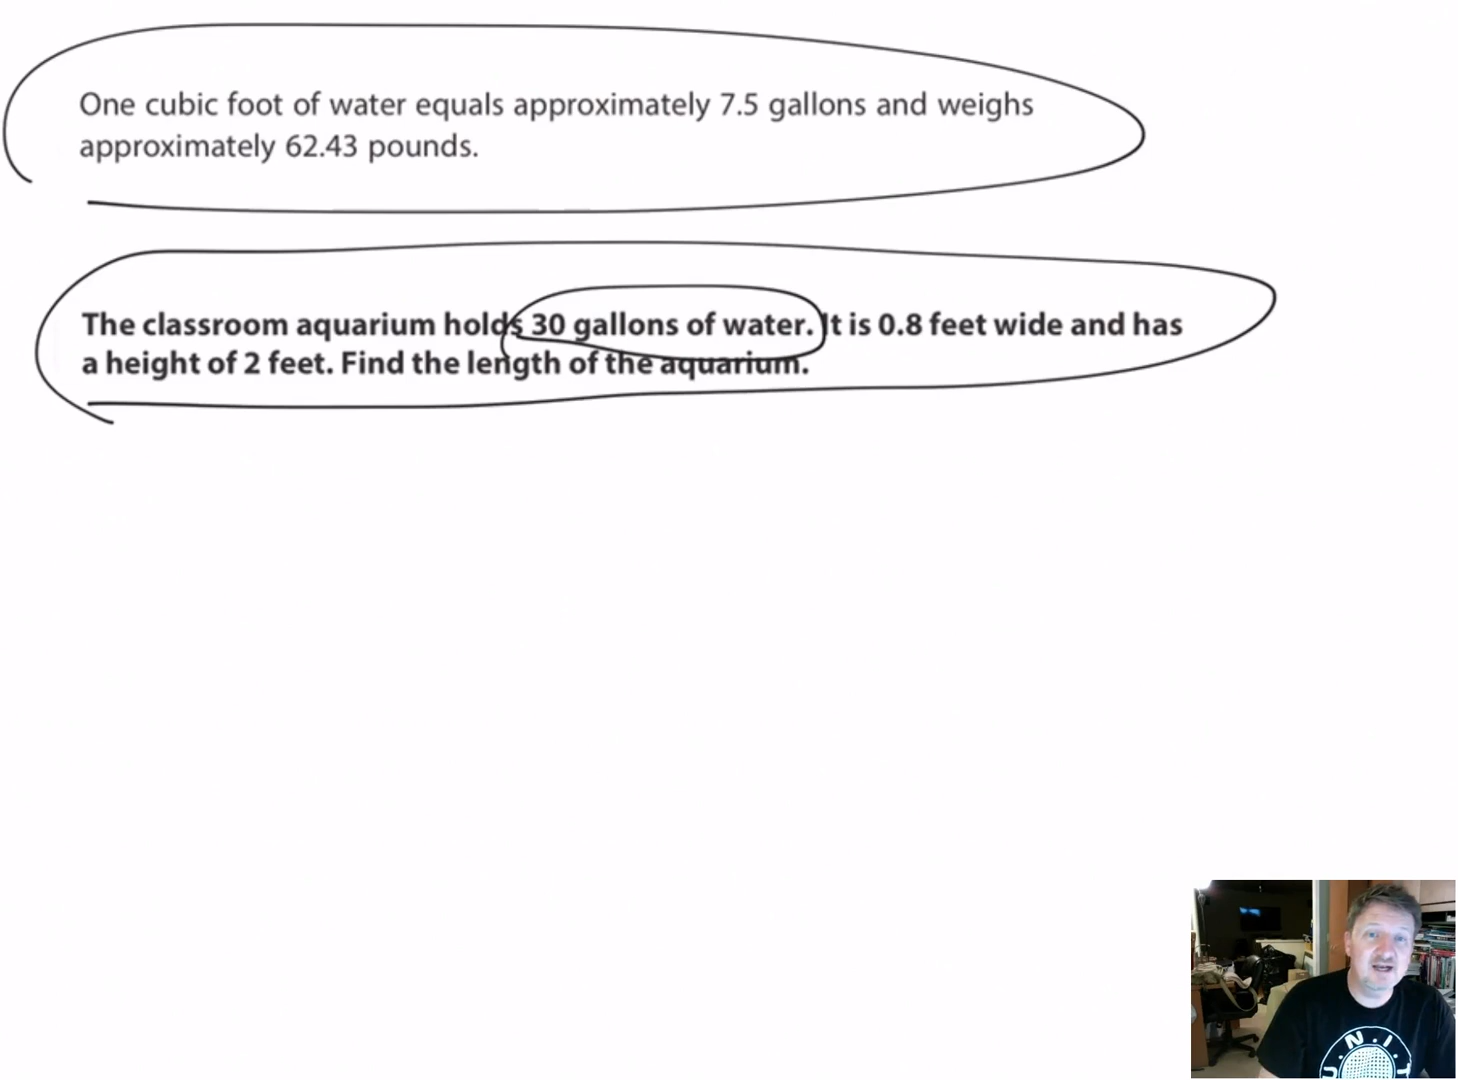 One cubic foot of water equals approximately 7.5 gallons and weighs
approximately 62.43 pounds.
The classroom aquarium holds 30 gallons of water. It is 0.8 feet wide and has
a height of 2 feet. Find the length of the aquarium.
U.N.I.T